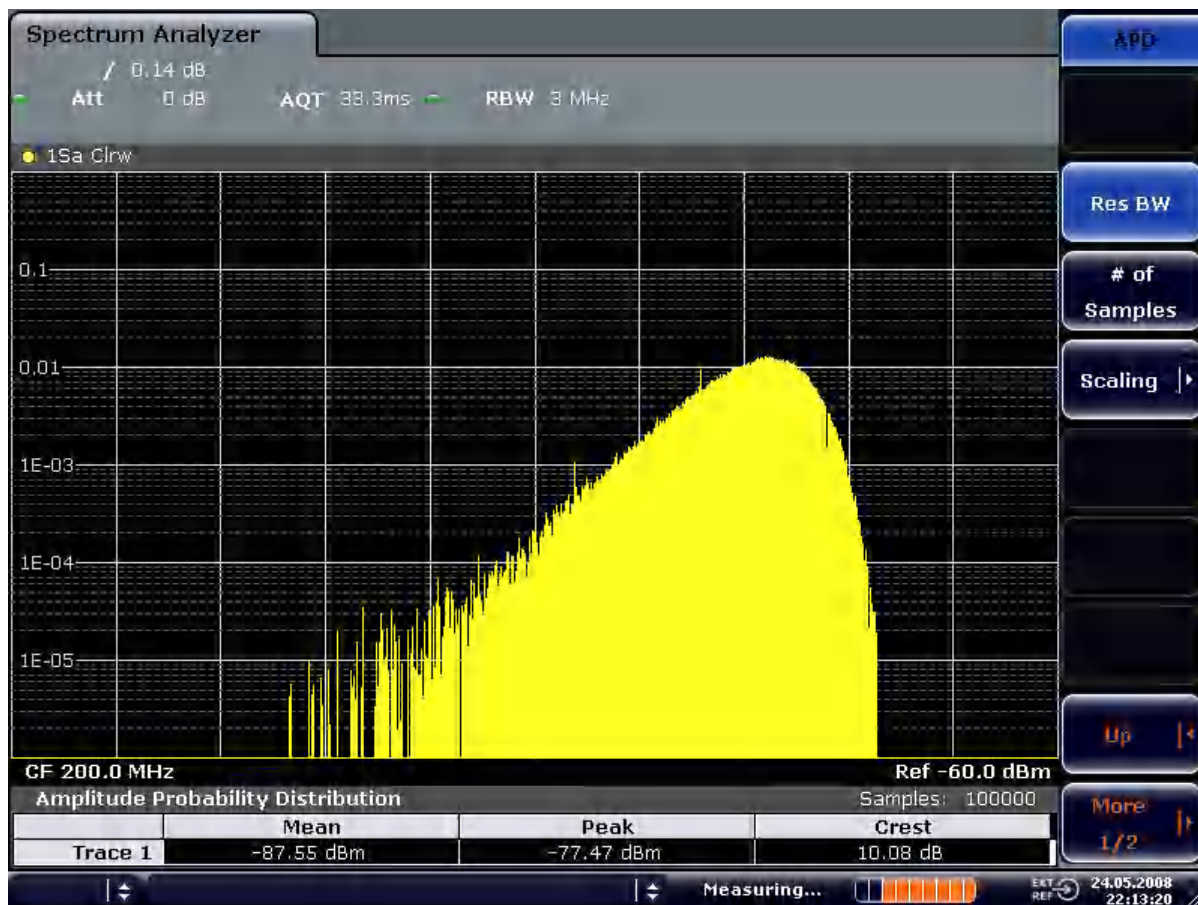 Spectrum Analyzer
/ 0.14 dB
Att 0 dB AQT 33.3ms RBW 3 MHz
1Sa Clrw
0.1
0.01
1E-03
1E-04
1E-05
CF 200.0 MHz Ref -60.0 dBm
Amplitude Probability Distribution Samples: 100000
Mean Peak Crest
Trace 1 -87.55 dBm -77.47 dBm 10.08 dB
Measuring... EXT REF 24.05.2008
22:13:20
APD
Res BW
# of
Samples
Scaling
Up
More
1/2